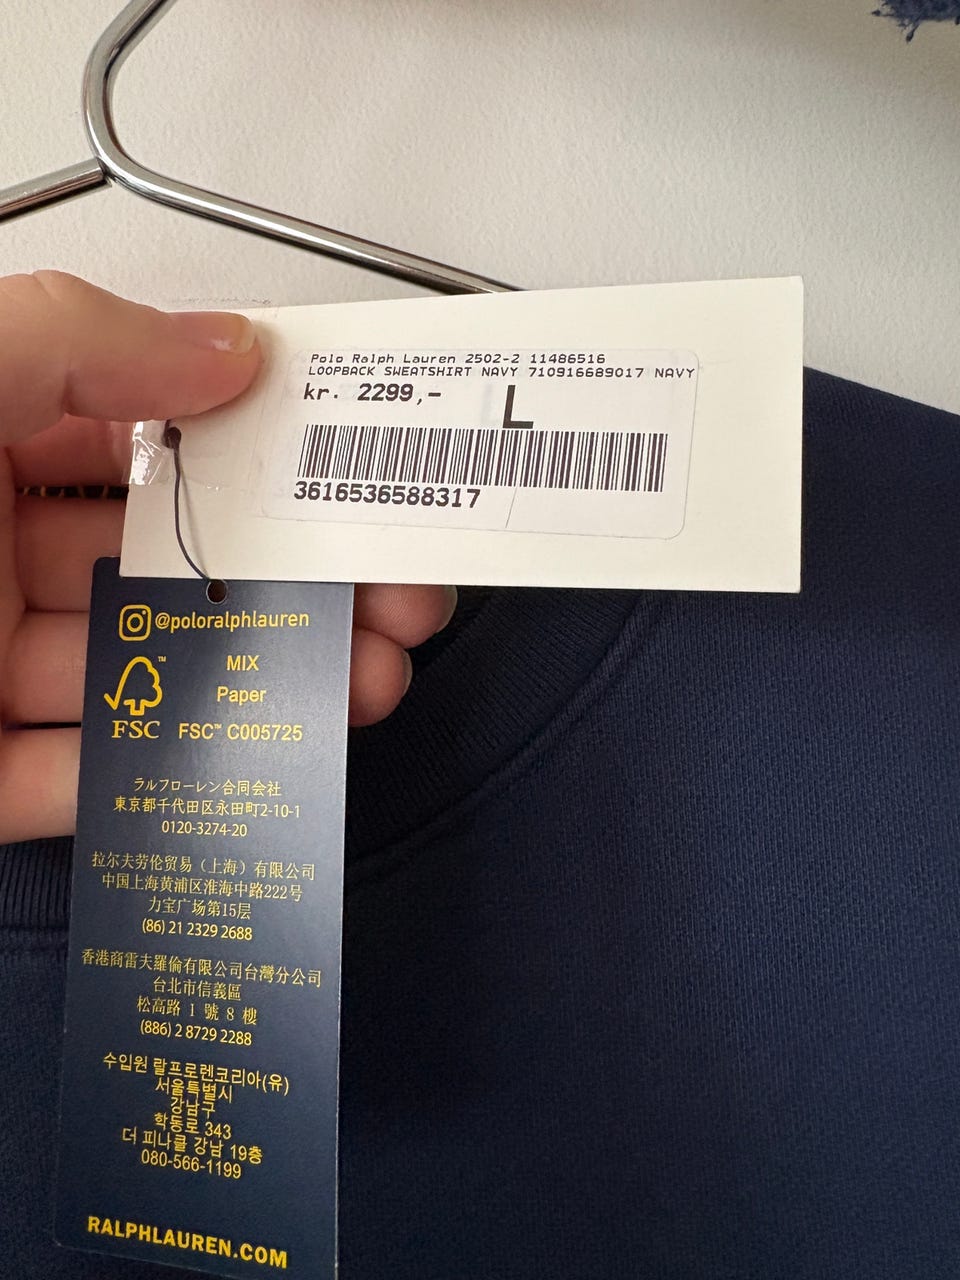 Polo Ralph Lauren 2502-2 11486516
LOOPBACK SWEATSHIRT NAVY 710916689017 NAVY
kr. 2299,-
L
3616536588317
@poloralphlauren
MIX
Paper
FSC™ C005725
™
FSC
ラルフローレン合同会社
東京都千代田区永田町2-10-1
0120-3274-20
拉尔夫劳伦贸易（上海）有限公司
中国上海黄浦区淮海中路222号
力宝广场第15层
(86) 21 2329 2688
香港商雷夫羅倫有限公司台灣分公司
台北市信義區
松高路 1 號 8 樓
(886) 2 8729 2288
수입원 랄프로렌코리아(유)
서울특별시
강남구
학동로 343
더 피나클 강남 19층
080-566-1199
RALPHLAUREN.COM